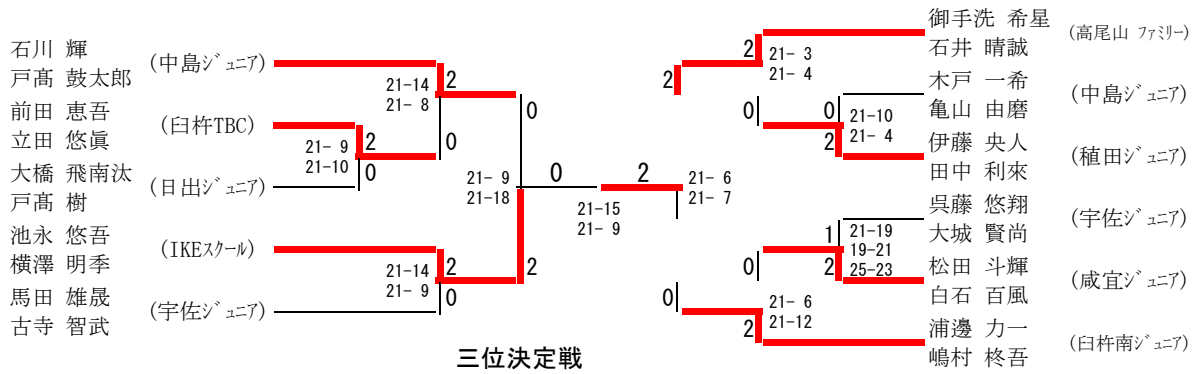 石川 輝
戸髙 鼓太郎
(中島ジュニア)
前田 恵吾
立田 悠眞
(臼杵TBC)
大橋 飛南汰
戸髙 樹
(日出ジュニア)
池永 悠吾
横澤 明季
(IKEスクール)
馬田 雄晟
古寺 智武
(宇佐ジュニア)
21-14
21- 8
2
0
21- 9
21-10
2
0
21-14
21- 9
2
0
0
21- 9
21-18
2
0
2
21-15
21- 9
21- 6
21- 7
2
0
2
21- 3
21- 4
0
0
2
21-10
21- 4
1
2
21-19
19-21
25-23
0
2
21- 6
21-12
御手洗 希星
石井 晴誠
(高尾山 ファミリー)
木戸 一希
亀山 由磨
(中島ジュニア)
伊藤 央人
田中 利來
(稙田ジュニア)
呉藤 悠翔
大城 賢尚
(宇佐ジュニア)
松田 斗輝
白石 百風
(咸宜ジュニア)
浦邊 力一
嶋村 柊吾
(臼杵南ジュニア)
三位決定戦